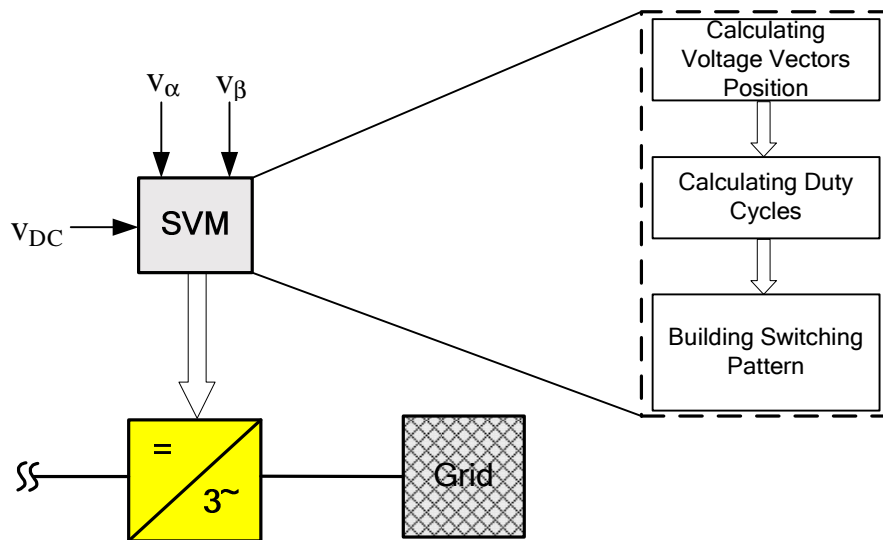 Calculating
Voltage Vectors
Position
vα
vβ
Calculating Duty
Cycles
SVM
vDC
Building Switching
Pattern
=
3~
Grid